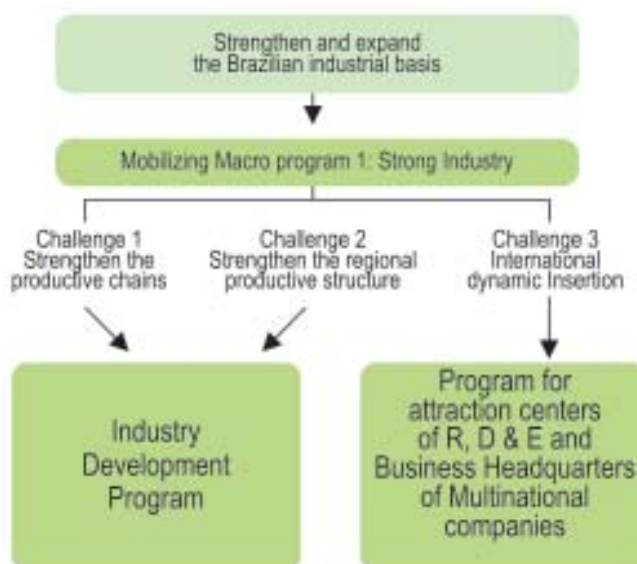 Strengthen and expand
the Brazilian industrial basis
Mobilizing Macro program 1: Strong Industry
Challenge 1
Strengthen the
productive chains
Challenge 2
Strengthen the regional
productive structure
Challenge 3
International
dynamic Insertion
Industry
Development
Program
Program for
attraction centers
of R, D & E and
Business Headquarters
of Multinational
companies